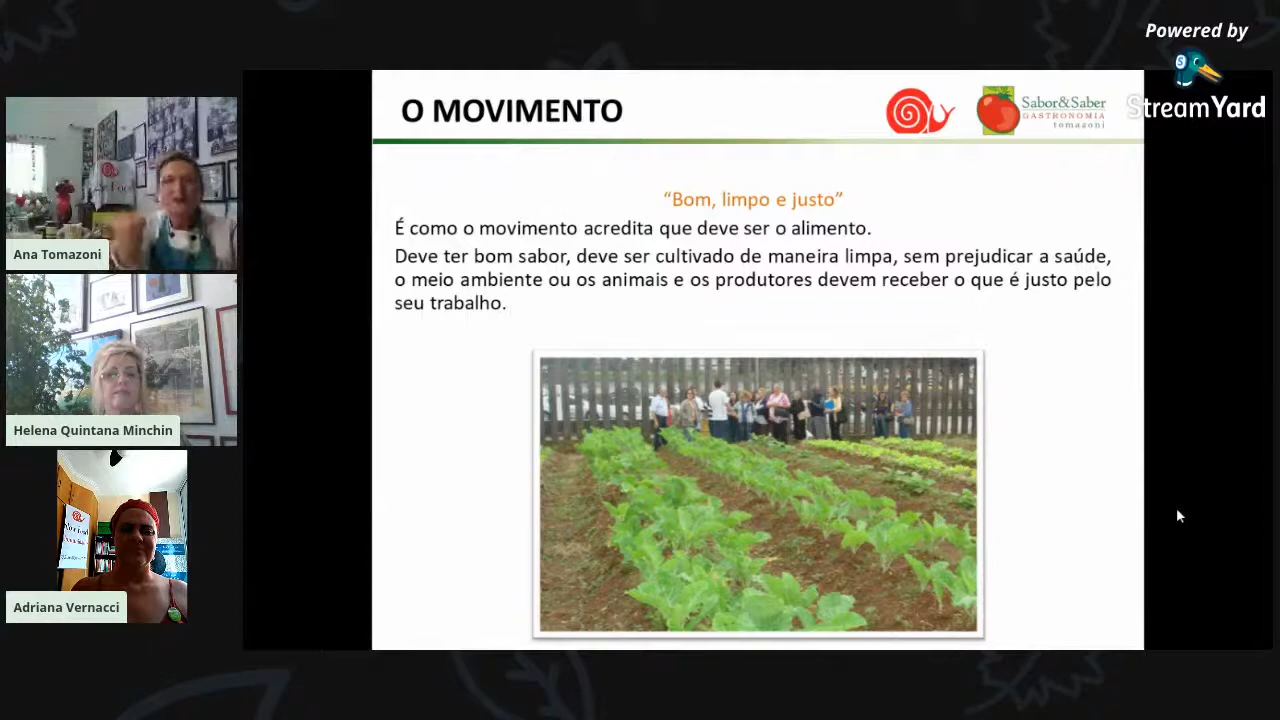 Powered by
StreamYard
O MOVIMENTO
Sabor&Saber
GASTRONOMIA
tomazoni
“Bom, limpo e justo”
É como o movimento acredita que deve ser o alimento.
Deve ter bom sabor, deve ser cultivado de maneira limpa, sem prejudicar a saúde,
o meio ambiente ou os animais e os produtores devem receber o que é justo pelo
seu trabalho.
Ana Tomazoni
Helena Quintana Minchin
Adriana Vernacci